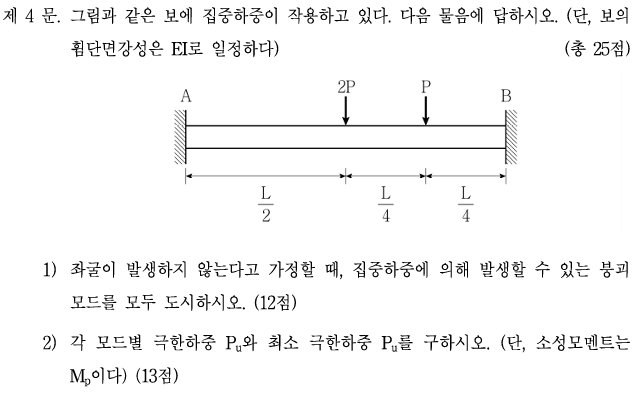 제 4 문. 그림과 같은 보에 집중하중이 작용하고 있다. 다음 물음에 답하시오. (단, 보의
휨단면강성은 EI로 일정하다) (총 25점)
A 2P P B
L/2 L/4 L/4
1) 좌굴이 발생하지 않는다고 가정할 때, 집중하중에 의해 발생할 수 있는 붕괴
모드를 모두 도시하시오. (12점)
2) 각 모드별 극한하중 Pu와 최소 극한하중 Pu를 구하시오. (단, 소성모멘트는
Mp이다) (13점)